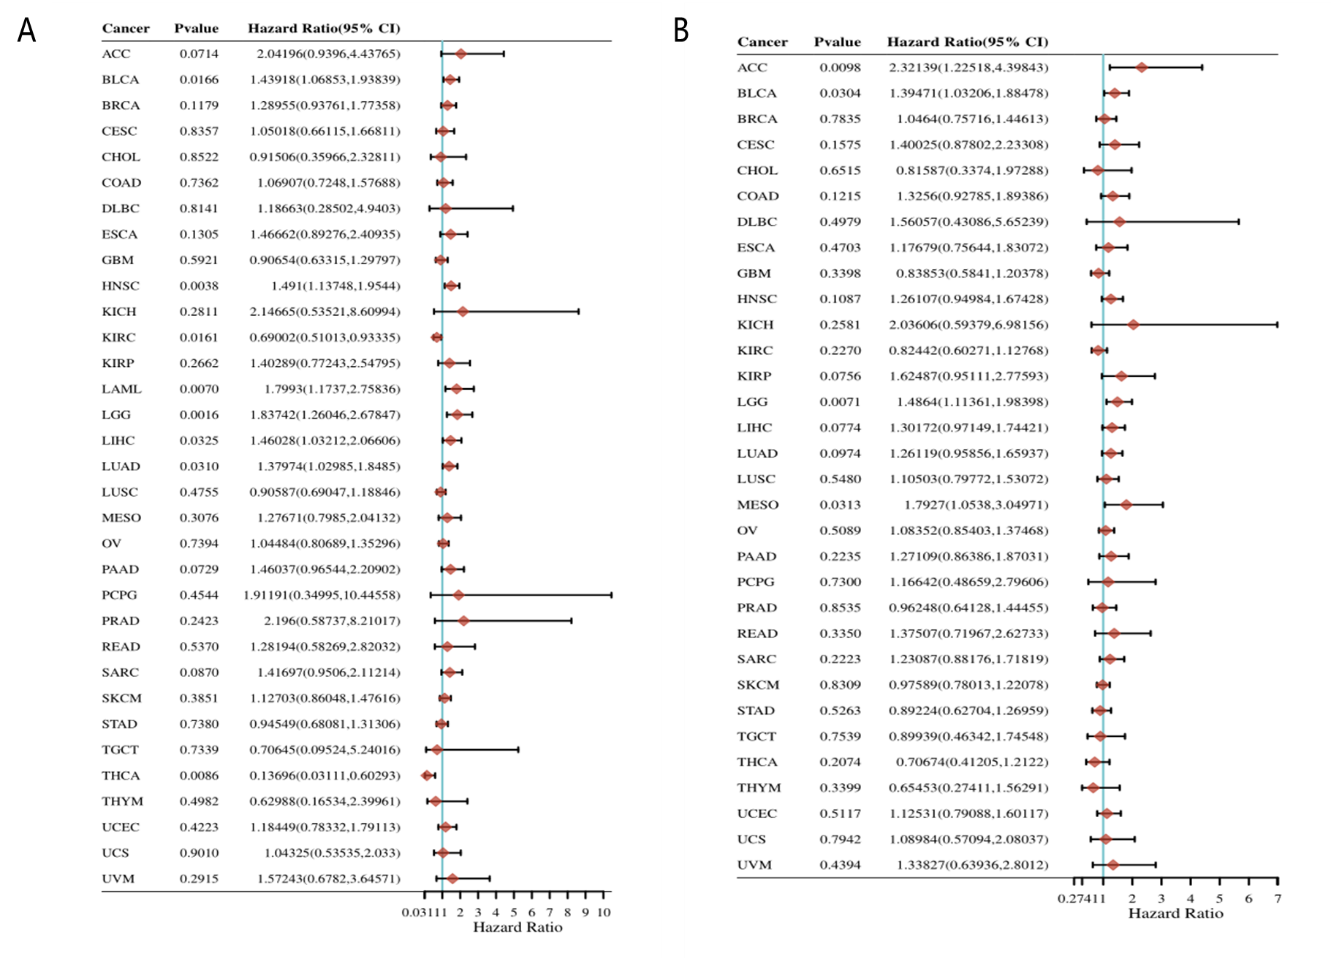 A
Cancer Pvalue Hazard Ratio(95% CI)
ACC 0.0714 2.04196(0.9396,4.43765)
BLCA 0.0166 1.43918(1.06853,1.93839)
BRCA 0.1179 1.28955(0.93761,1.77358)
CESC 0.8357 1.05018(0.66115,1.66811)
CHOL 0.8522 0.91506(0.35966,2.32811)
COAD 0.7362 1.06907(0.7248,1.57688)
DLBC 0.8141 1.18663(0.28502,4.9403)
ESCA 0.1305 1.46662(0.89276,2.40935)
GBM 0.5921 0.90654(0.63315,1.29797)
HNSC 0.0038 1.491(1.13748,1.9544)
KICH 0.2811 2.14665(0.53521,8.60994)
KIRC 0.0161 0.69002(0.51013,0.93335)
KIRP 0.2662 1.40289(0.77243,2.54795)
LAML 0.0070 1.7993(1.1737,2.75836)
LGG 0.0016 1.83742(1.26046,2.67847)
LIHC 0.0325 1.46028(1.03212,2.06606)
LUAD 0.0310 1.37974(1.02985,1.8485)
LUSC 0.4755 0.90587(0.69047,1.18846)
MESO 0.3076 1.27671(0.7985,2.04132)
OV 0.7394 1.04484(0.80689,1.35296)
PAAD 0.0729 1.46037(0.96544,2.20902)
PCPG 0.4544 1.91191(0.34995,10.44558)
PRAD 0.2423 2.196(0.58737,8.21017)
READ 0.5370 1.28194(0.58269,2.82032)
SARC 0.0870 1.41697(0.9506,2.11214)
SKCM 0.3851 1.12703(0.86048,1.47616)
STAD 0.7380 0.94549(0.68081,1.31306)
TGCT 0.7339 0.70645(0.09524,5.24016)
THCA 0.0086 0.13696(0.03111,0.60293)
THYM 0.4982 0.62988(0.16534,2.39961)
UCEC 0.4223 1.18449(0.78332,1.79113)
UCS 0.9010 1.04325(0.53535,2.033)
UVM 0.2915 1.57243(0.6782,3.64571)
0.03111 2 3 4 5 6 7 8 9 10
Hazard Ratio
B
Cancer Pvalue Hazard Ratio(95% CI)
ACC 0.0098 2.32139(1.22518,4.39843)
BLCA 0.0304 1.39471(1.03206,1.88478)
BRCA 0.7835 1.0464(0.75716,1.44613)
CESC 0.1575 1.40025(0.87802,2.23308)
CHOL 0.6515 0.81587(0.3374,1.97288)
COAD 0.1215 1.3256(0.92785,1.89386)
DLBC 0.4979 1.56057(0.43086,5.65239)
ESCA 0.4703 1.17679(0.75644,1.83072)
GBM 0.3398 0.83853(0.5841,1.20378)
HNSC 0.1087 1.26107(0.94984,1.67428)
KICH 0.2581 2.03606(0.59379,6.98156)
KIRC 0.2270 0.82442(0.60271,1.12768)
KIRP 0.0756 1.62487(0.95111,2.77593)
LGG 0.0071 1.4864(1.11361,1.98398)
LIHC 0.0774 1.30172(0.97149,1.74421)
LUAD 0.0974 1.26119(0.95856,1.65937)
LUSC 0.5480 1.10503(0.79772,1.53072)
MESO 0.0313 1.7927(1.0538,3.04971)
OV 0.5089 1.08352(0.85403,1.37468)
PAAD 0.2235 1.27109(0.86386,1.87031)
PCPG 0.7300 1.16642(0.48659,2.79606)
PRAD 0.8535 0.96248(0.64128,1.44455)
READ 0.3350 1.37507(0.71967,2.62733)
SARC 0.2223 1.23087(0.88176,1.71819)
SKCM 0.8309 0.97589(0.78013,1.22078)
STAD 0.5263 0.89224(0.62704,1.26959)
TGCT 0.7539 0.89939(0.46342,1.74548)
THCA 0.2074 0.70674(0.41205,1.2122)
THYM 0.3399 0.65453(0.27411,1.56291)
UCEC 0.5117 1.12531(0.79088,1.60117)
UCS 0.7942 1.08984(0.57094,2.08037)
UVM 0.4394 1.33827(0.63936,2.8012)
0.27411 2 3 4 5 6 7
Hazard Ratio